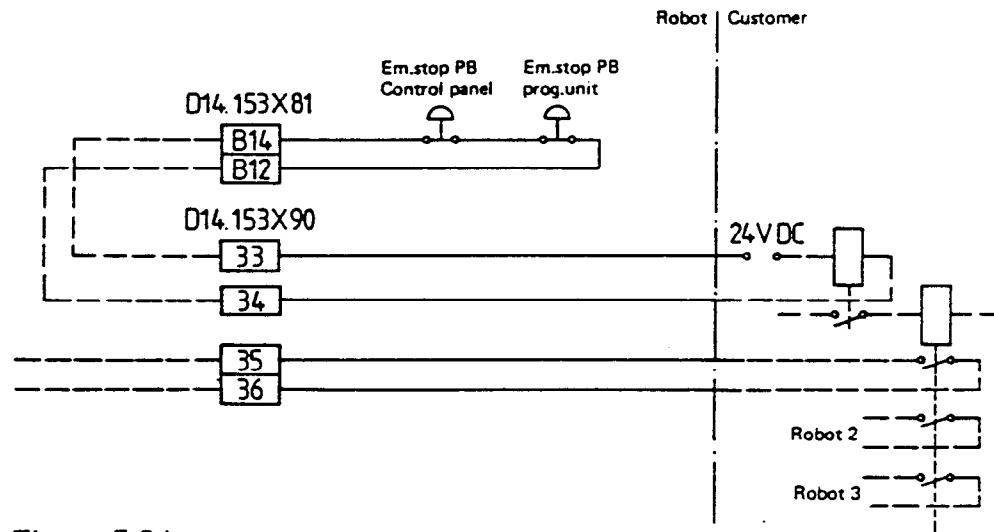 Robot | Customer
Em.stop PB
Control panel
Em.stop PB
prog.unit
D14.153X81
B14
B12
D14.153X90
33
24V DC
34
35
36
Robot 2
Robot 3